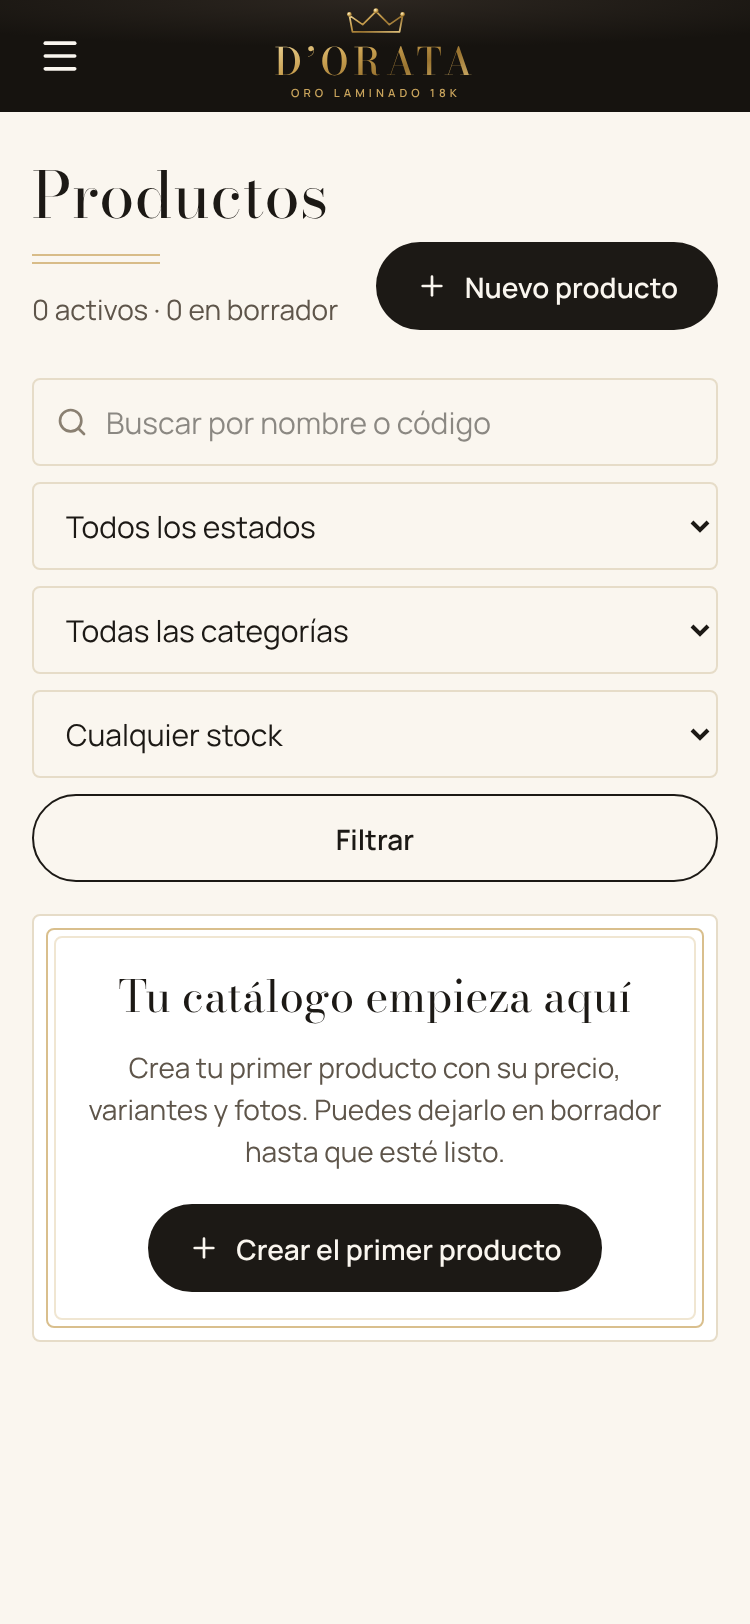 D'ORATA
ORO LAMINADO 18K
Productos
0 activos · 0 en borrador
Nuevo producto
Buscar por nombre o código
Todos los estados
Todas las categorías
Cualquier stock
Filtrar
Tu catálogo empieza aquí
Crea tu primer producto con su precio,
variantes y fotos. Puedes dejarlo en borrador
hasta que esté listo.
Crear el primer producto